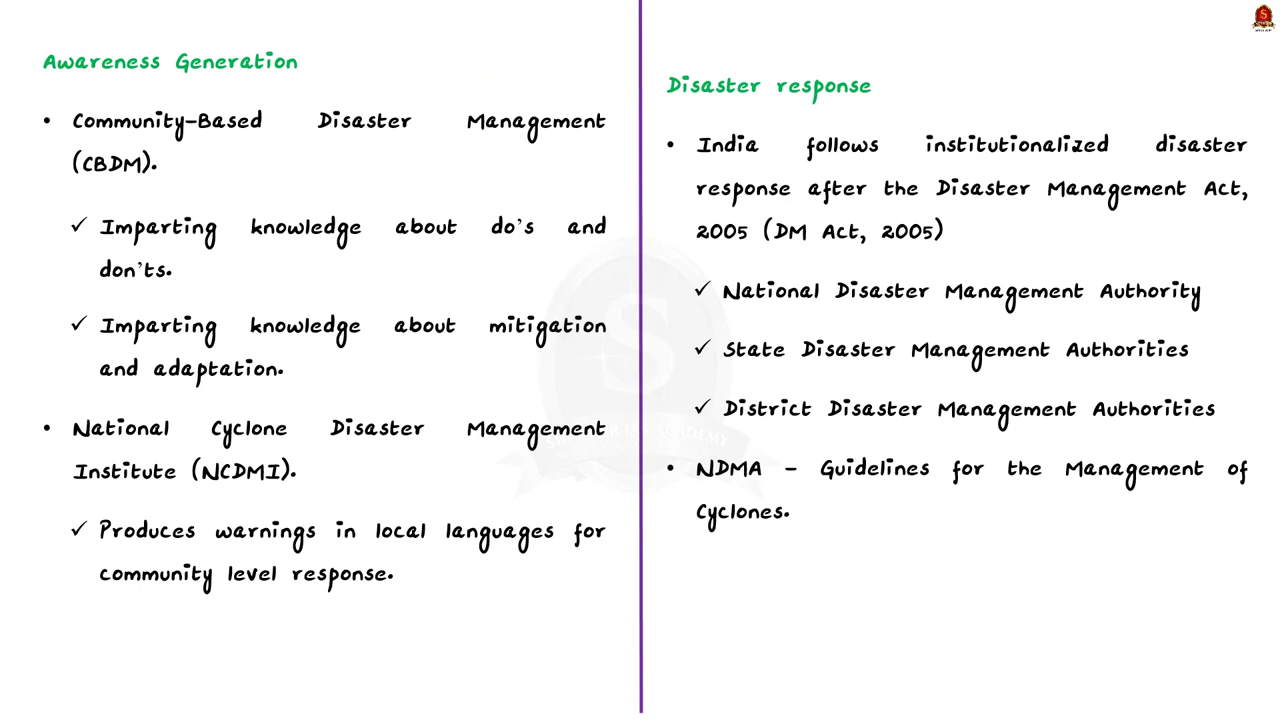 Awareness Generation
• Community-Based Disaster Management
(CBDM).
✓ Imparting knowledge about do's and
don'ts.
✓ Imparting knowledge about mitigation
and adaptation.
• National Cyclone Disaster Management
Institute (NCDMI).
✓ Produces warnings in local languages for
community level response.
Disaster response
• India follows institutionalized disaster
response after the Disaster Management Act,
2005 (DM Act, 2005)
✓ National Disaster Management Authority
✓ State Disaster Management Authorities
✓ District Disaster Management Authorities
• NDMA – Guidelines for the Management of
Cyclones.
S
ACADEMY